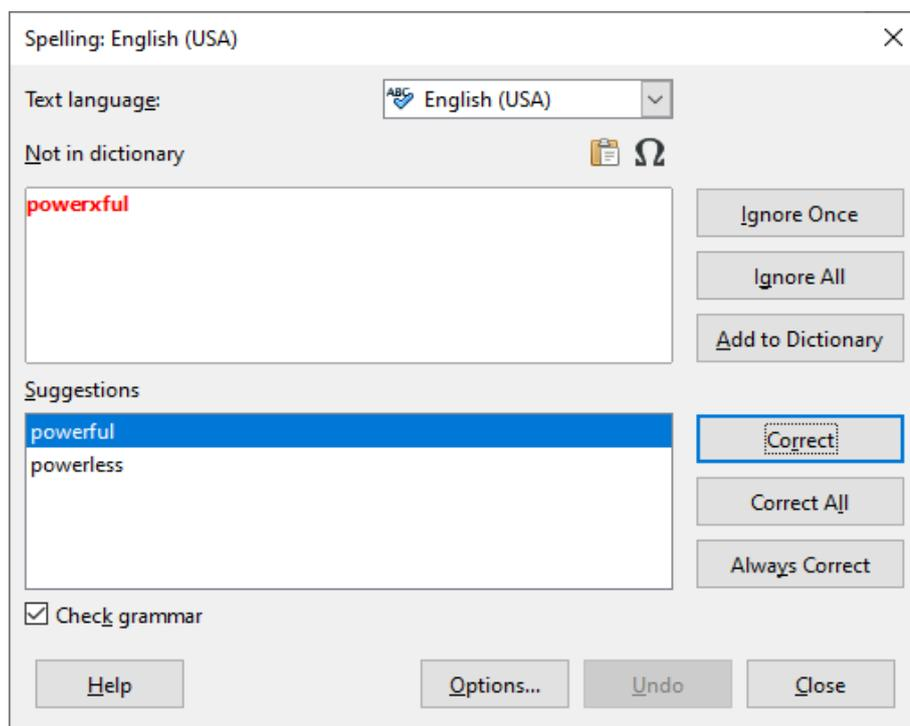 Spelling: English (USA)
Text language:
ABC
English (USA)
Not in dictionary
Ω
powerxful
Ignore Once
Ignore All
Add to Dictionary
Suggestions
powerful
powerless
Correct
Correct All
Always Correct
Check grammar
Help
Options...
Undo
Close